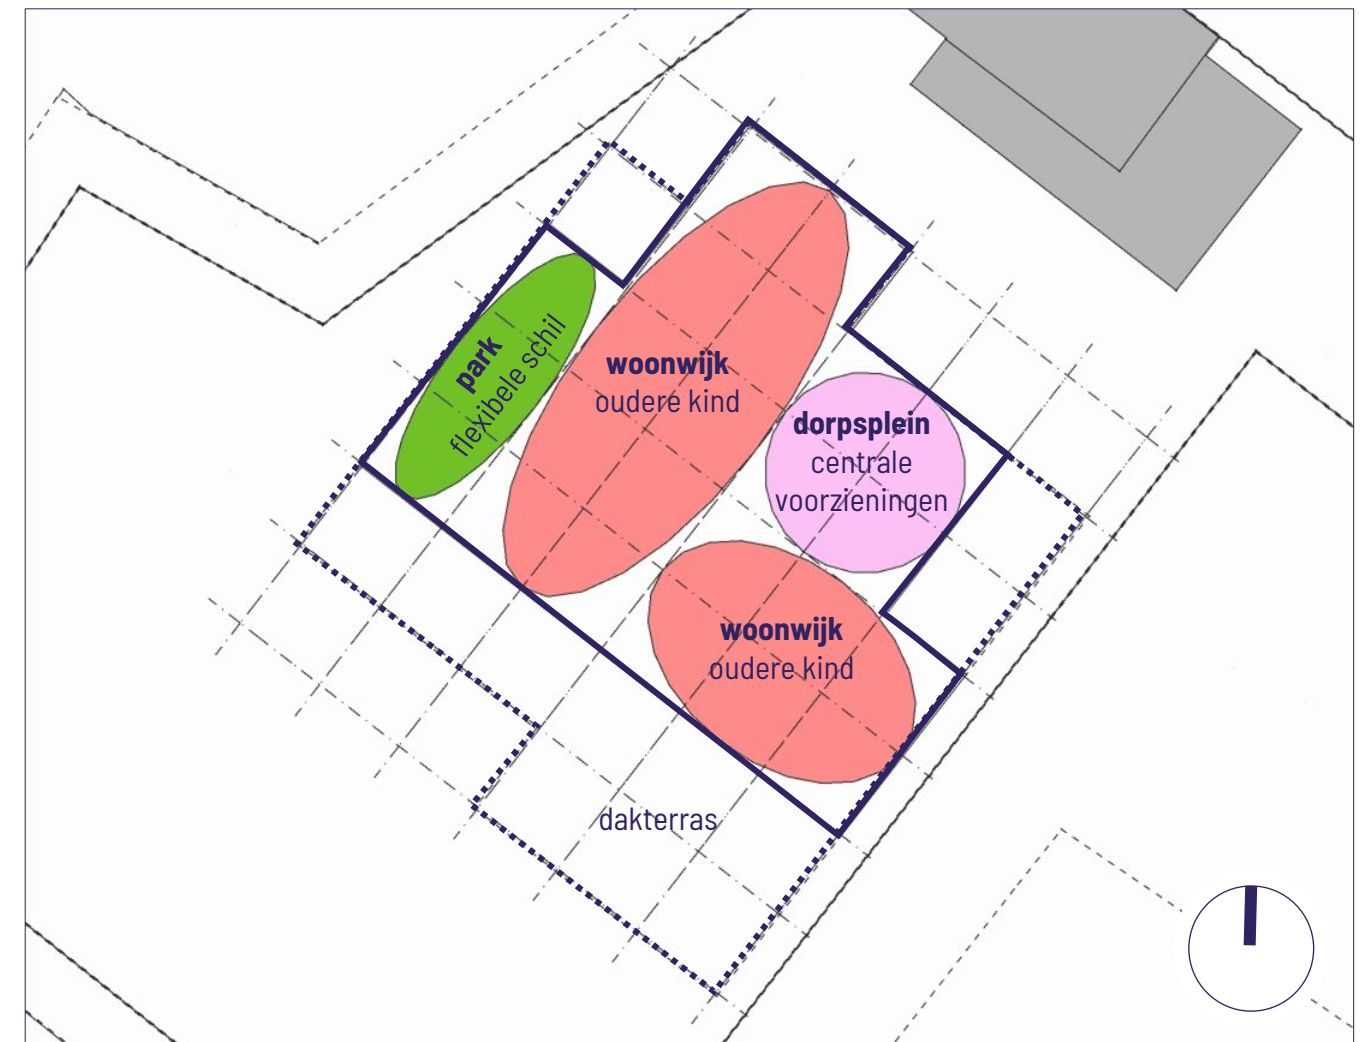 park
flexibele schil
woonwijk
oudere kind
dorpsplein
centrale
voorzieningen
woonwijk
oudere kind
dakterras